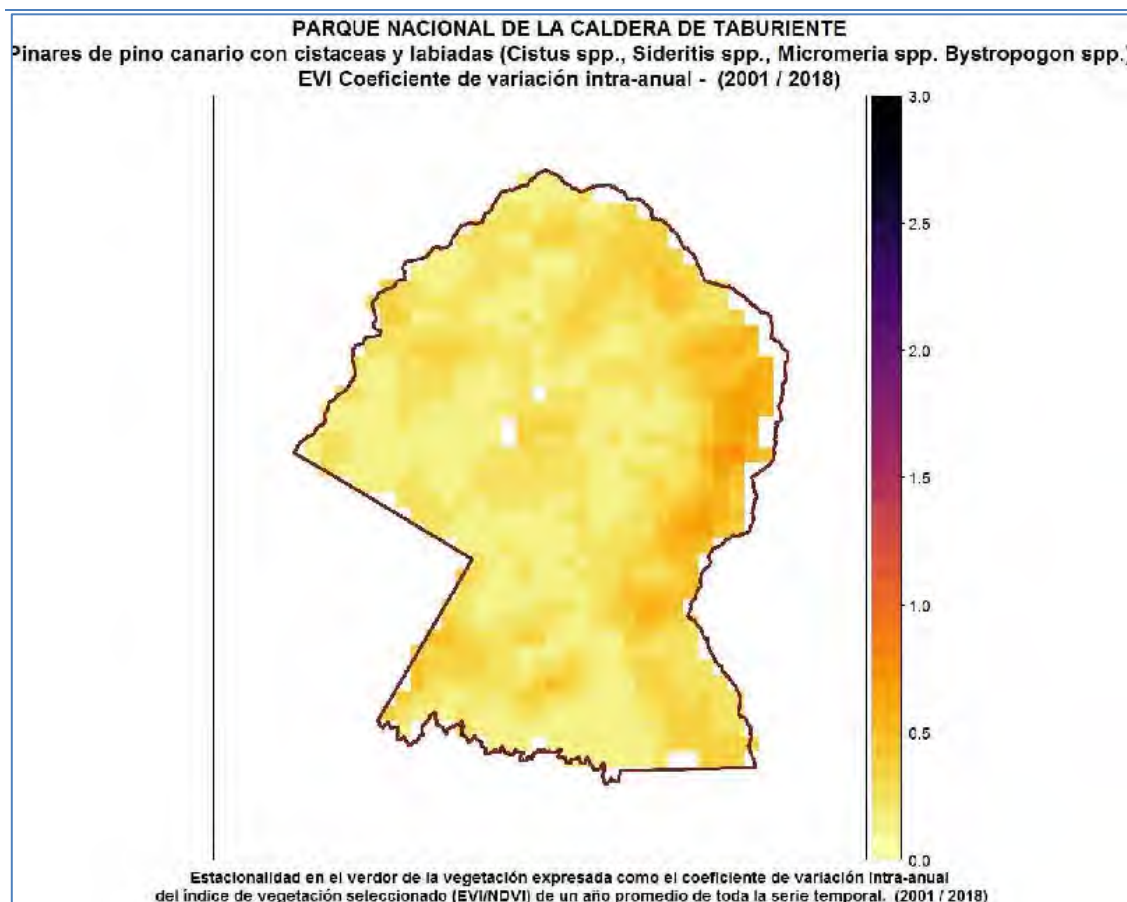 PARQUE NACIONAL DE LA CALDERA DE TABURIENTE
Pinares de pino canario con cistaceas y labiadas (Cistus spp., Sideritis spp., Micromeria spp. Bystropogon spp.)
EVI Coeficiente de variación intra-anual - (2001 / 2018)
3.0
2.5
2.0
1.5
1.0
0.5
0.0
Estacionalidad en el verdor de la vegetación expresada como el coeficiente de variación intra-anual
del índice de vegetación seleccionado (EVI/NDVI) de un año promedio de toda la serie temporal. (2001 / 2018)